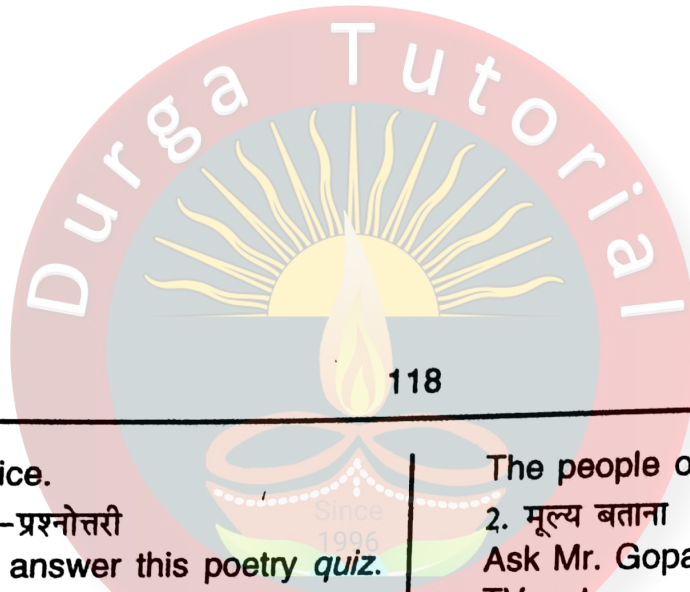 Durga Tutorial
Since
1996
118
ice.
-प्रश्नोत्तरी
answer this poetry quiz.
The people o
2. मूल्य बताना
Ask Mr. Gopa